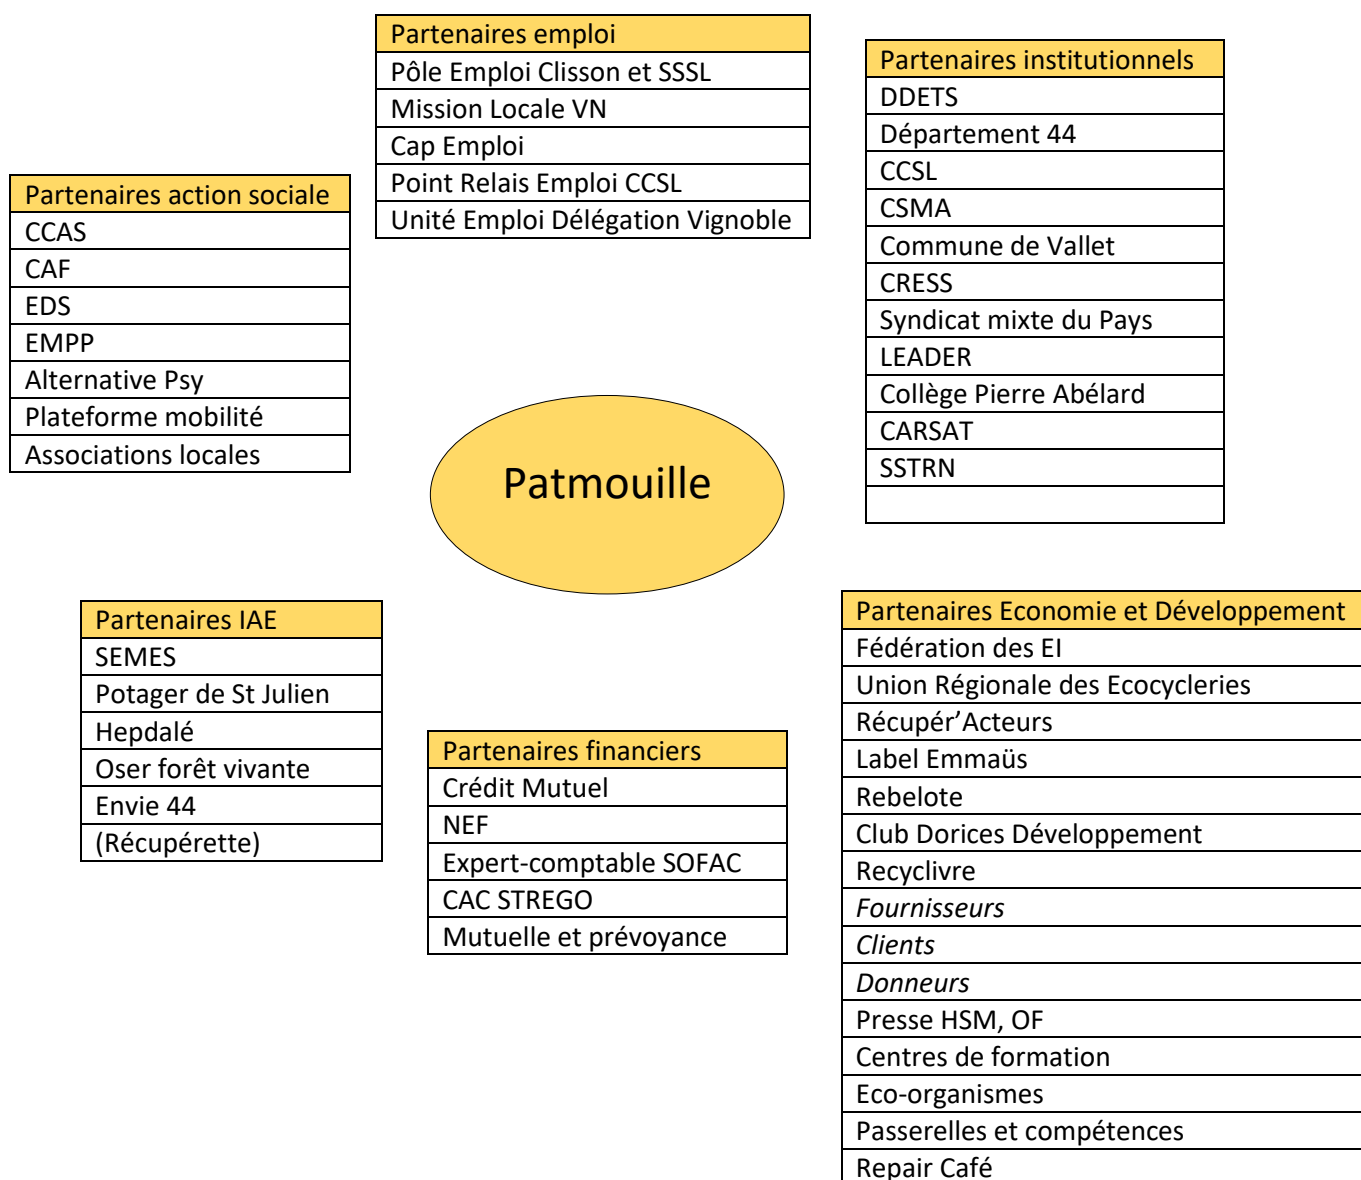 Partenaires emploi
Pôle Emploi Clisson et SSSL
Mission Locale VN
Cap Emploi
Point Relais Emploi CCSL
Unité Emploi Délégation Vignoble
Partenaires institutionnels
DDETS
Département 44
CCSL
CSMA
Commune de Vallet
CRESS
Syndicat mixte du Pays
LEADER
Collège Pierre Abélard
CARSAT
SSTRN
Partenaires action sociale
CCAS
CAF
EDS
EMPP
Alternative Psy
Plateforme mobilité
Associations locales
Patmouille
Partenaires IAE
SEMES
Potager de St Julien
Hepdalé
Oser forêt vivante
Envie 44
(Récupérette)
Partenaires financiers
Crédit Mutuel
NEF
Expert-comptable SOFAC
CAC STREGO
Mutuelle et prévoyance
Partenaires Economie et Développement
Fédération des EI
Union Régionale des Ecocycleries
Récupér’Acteurs
Label Emmaüs
Rebelote
Club Dorices Développement
Recyclivre
Fournisseurs
Clients
Donneurs
Presse HSM, OF
Centres de formation
Eco-organismes
Passerelles et compétences
Repair Café